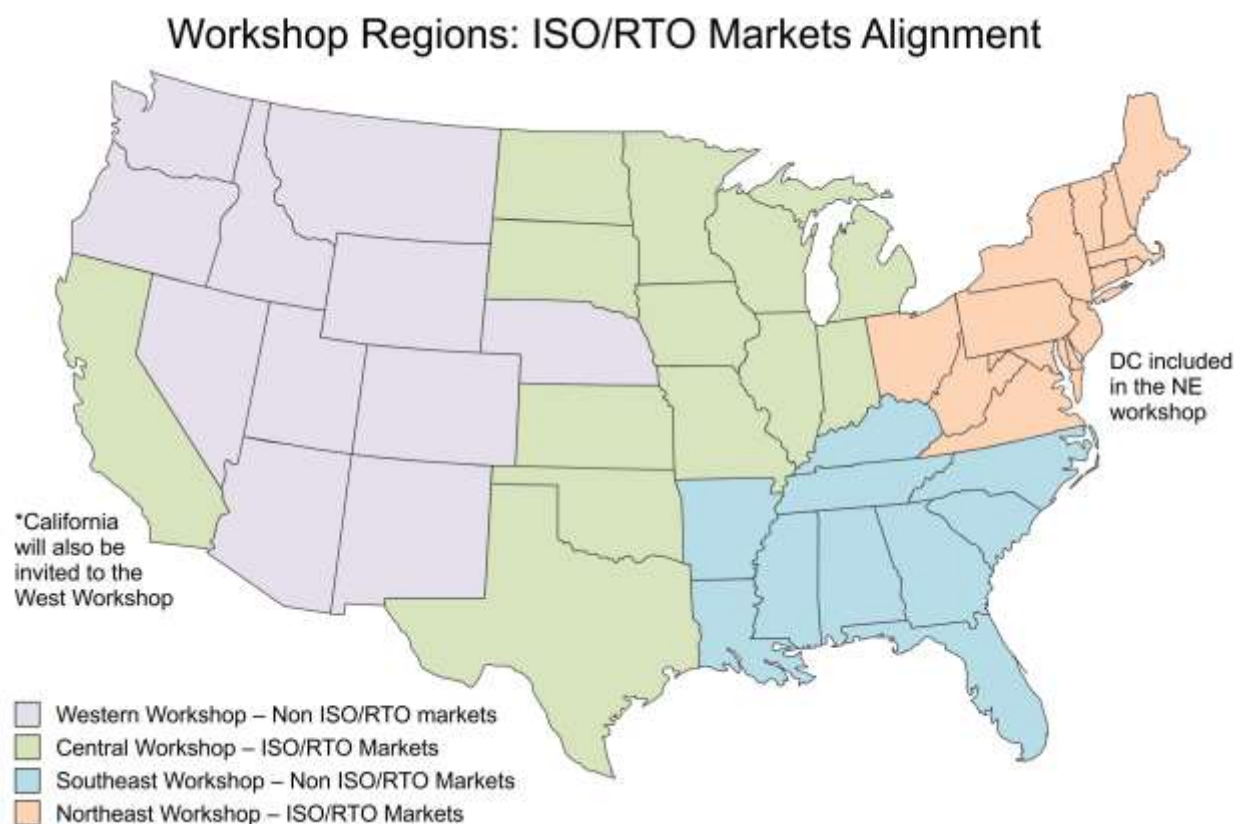 Workshop Regions: ISO/RTO Markets Alignment
DC included
in the NE
workshop
*California
will also be
invited to the
West Workshop
Western Workshop – Non ISO/RTO markets
Central Workshop – ISO/RTO Markets
Southeast Workshop – Non ISO/RTO Markets
Northeast Workshop – ISO/RTO Markets